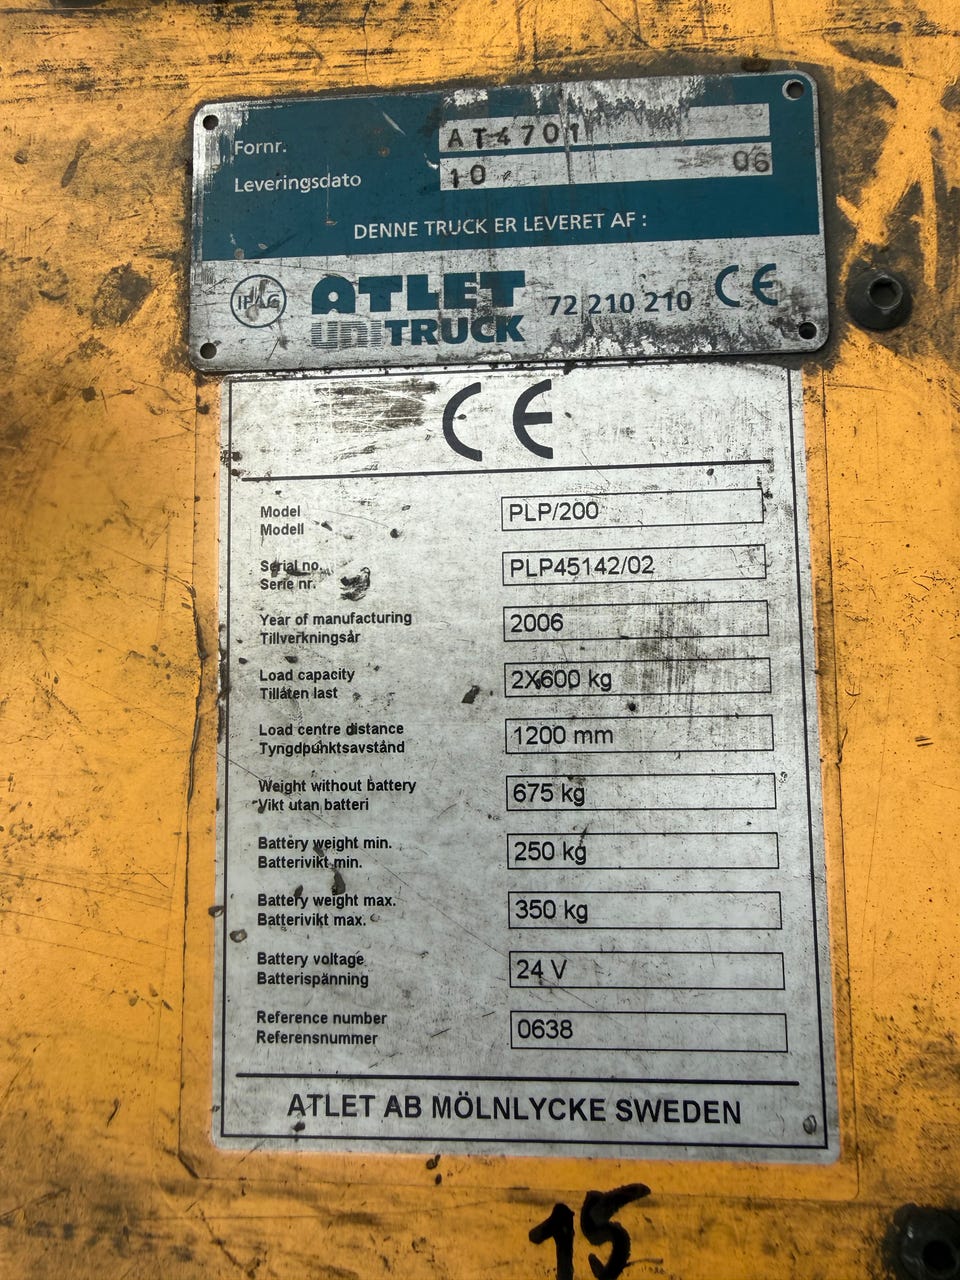 Fornr. AT4701
Leveringsdato 10 06
DENNE TRUCK ER LEVERET AF :
ATLET
UNITRUCK 72 210 210 CE
CE
Model PLP/200
Modell
Serial no. PLP45142/02
Serie nr.
Year of manufacturing 2006
Tillverkningsår
Load capacity 2X600 kg
Tillåten last
Load centre distance 1200 mm
Tyngdpunktsavstånd
Weight without battery 675 kg
Vikt utan batteri
Battery weight min. 250 kg
Batterivikt min.
Battery weight max. 350 kg
Batterivikt max.
Battery voltage 24 V
Batterispänning
Reference number 0638
Referensnummer
ATLET AB MÖLNLYCKE SWEDEN
15